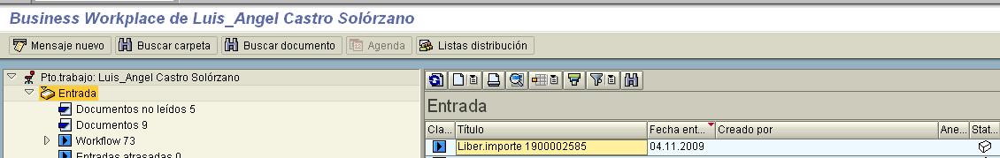 Business Workplace de Luis_Angel Castro Solórzano
Mensaje nuevo Buscar carpeta Buscar documento Agenda Listas distribución
Pto.trabajo: Luis_Angel Castro Solórzano
Entrada
Documentos no leídos 5
Documentos 9
Workflow 73
Entradas atrasadas 0
Entrada
Cla... Título Fecha ent... Creado por Ane... Stat...
Liber.importe 1900002585 04.11.2009